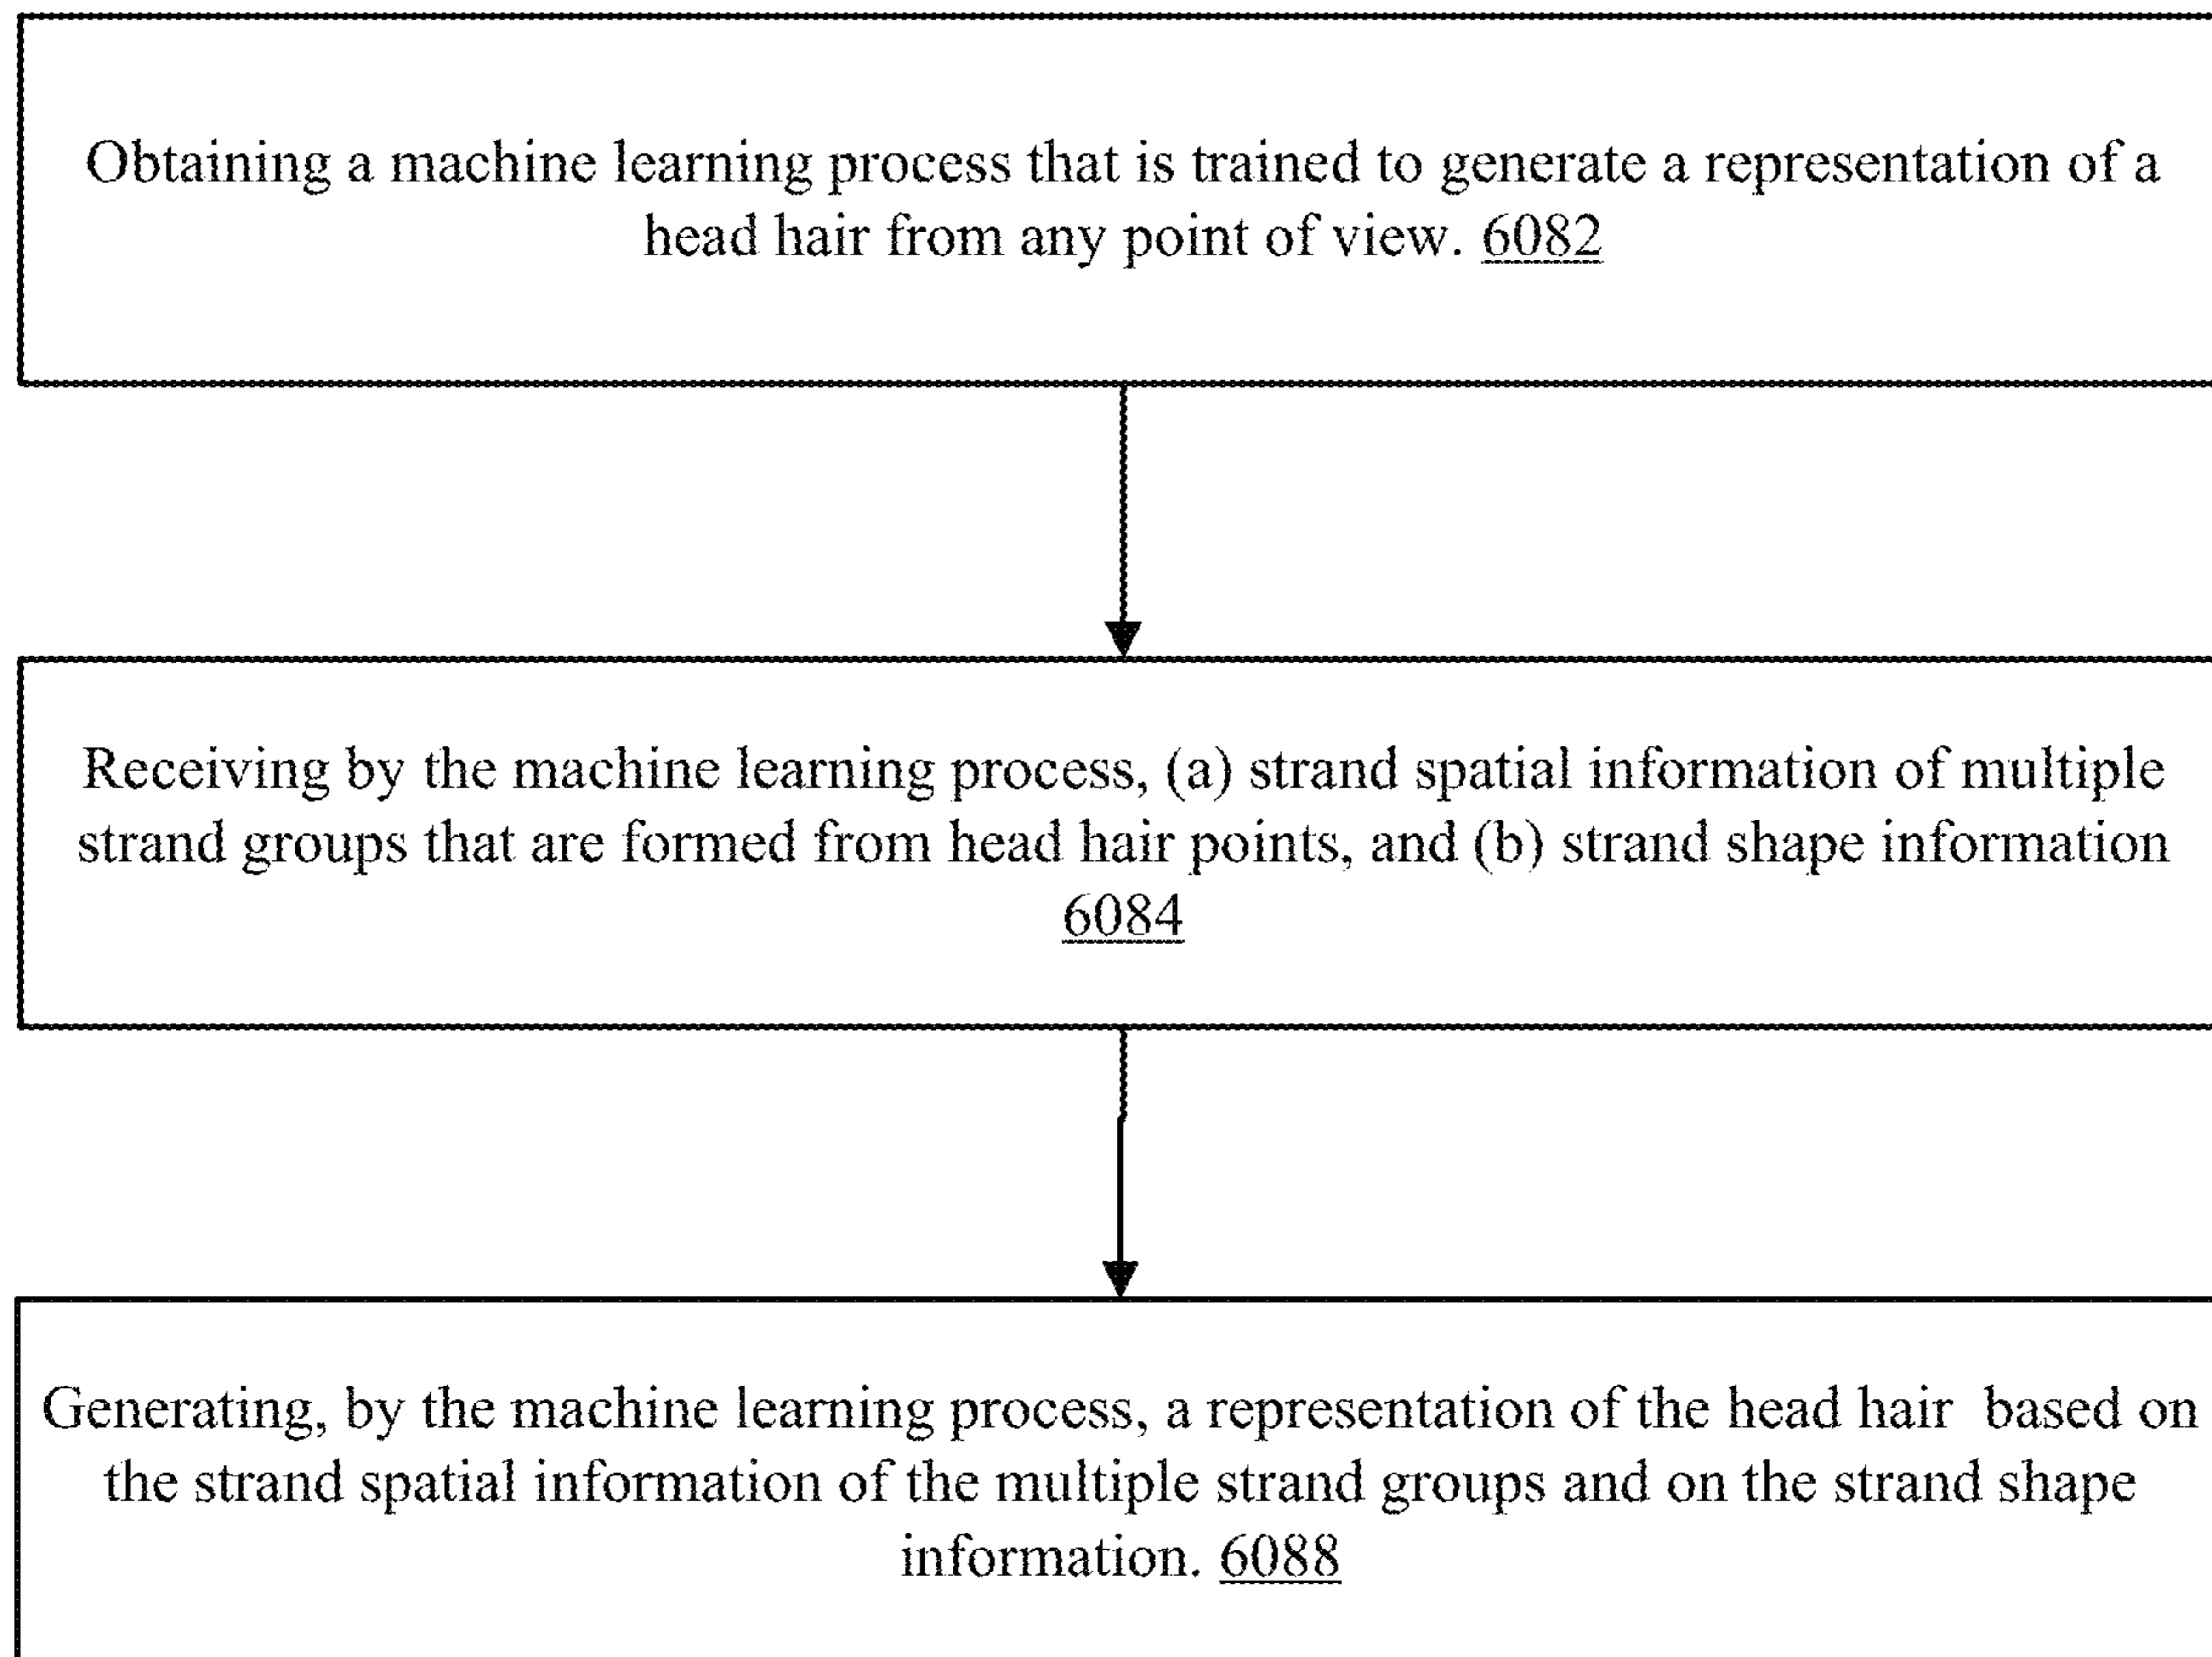 Obtaining a machine learning process that is trained to generate a representation of a
head hair from any point of view. 6082
Receiving by the machine learning process, (a) strand spatial information of multiple
strand groups that are formed from head hair points, and (b) strand shape information
6084
Generating, by the machine learning process, a representation of the head hair  based on
the strand spatial information of the multiple strand groups and on the strand shape
information. 6088